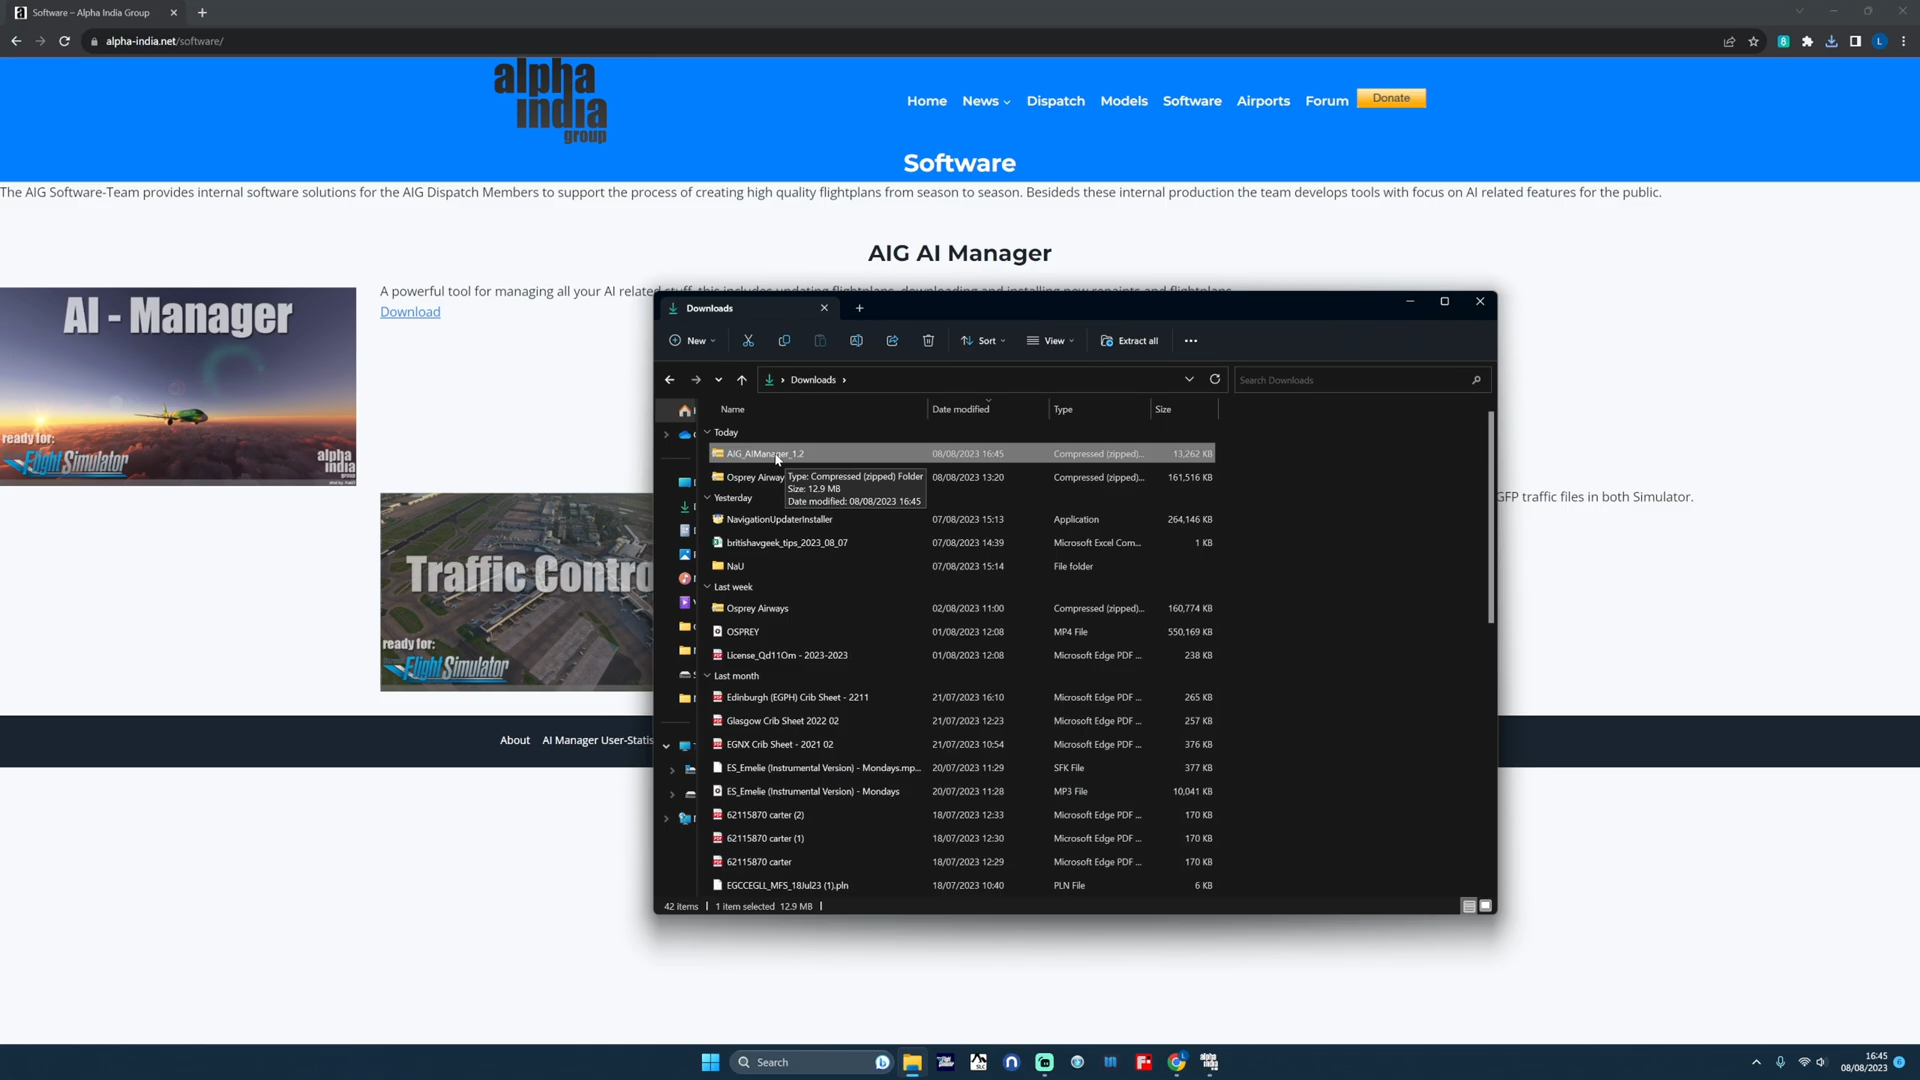 Software – Alpha India Group
alpha-india.net/software/
alpha
india
group
Home
News
Dispatch
Models
Software
Airports
Forum
Donate
Software
The AIG Software-Team provides internal software solutions for the AIG Dispatch Members to support the process of creating high quality flightplans from season to season. Besideds these internal production the team develops tools with focus on AI related features for the public.
AIG AI Manager
AI - Manager
ready for:
FlightSimulator
alpha
india
group
A powerful tool for managing all your AI related stuff, this includes updating flightplans, downloading and installing new repaints and flightplans
Download
Traffic Contro
ready for:
FlightSimulator
GFP traffic files in both Simulator.
About
AI Manager User-Statis
Downloads
New
Sort
View
Extract all
Downloads
Search Downloads
Name
Date modified
Type
Size
Today
AIG_AIManager_1.2
08/08/2023 16:45
Compressed (zipped)...
13,262 KB
Osprey Airway
08/08/2023 13:20
Compressed (zipped)...
161,516 KB
Type: Compressed (zipped) Folder
Size: 12.9 MB
Date modified: 08/08/2023 16:45
Yesterday
NavigationUpdaterInstaller
07/08/2023 15:13
Application
264,146 KB
britishavgeek_tips_2023_08_07
07/08/2023 14:39
Microsoft Excel Com...
1 KB
NaU
07/08/2023 15:14
File folder
Last week
Osprey Airways
02/08/2023 11:00
Compressed (zipped)...
160,774 KB
OSPREY
01/08/2023 12:08
MP4 File
550,169 KB
License_Qd11Om - 2023-2023
01/08/2023 12:08
Microsoft Edge PDF ...
238 KB
Last month
Edinburgh (EGPH) Crib Sheet - 2211
21/07/2023 16:10
Microsoft Edge PDF ...
265 KB
Glasgow Crib Sheet 2022 02
21/07/2023 12:23
Microsoft Edge PDF ...
257 KB
EGNX Crib Sheet - 2021 02
21/07/2023 10:54
Microsoft Edge PDF ...
376 KB
ES_Emelie (Instrumental Version) - Mondays.mp...
20/07/2023 11:29
SFK File
377 KB
ES_Emelie (Instrumental Version) - Mondays
20/07/2023 11:28
MP3 File
10,041 KB
62115870 carter (2)
18/07/2023 12:33
Microsoft Edge PDF ...
170 KB
62115870 carter (1)
18/07/2023 12:30
Microsoft Edge PDF ...
170 KB
62115870 carter
18/07/2023 12:29
Microsoft Edge PDF ...
170 KB
EGCCEGLL_MFS_18Jul23 (1).pln
18/07/2023 10:40
PLN File
6 KB
42 items
1 item selected 12.9 MB
Search
16:45
08/08/2023